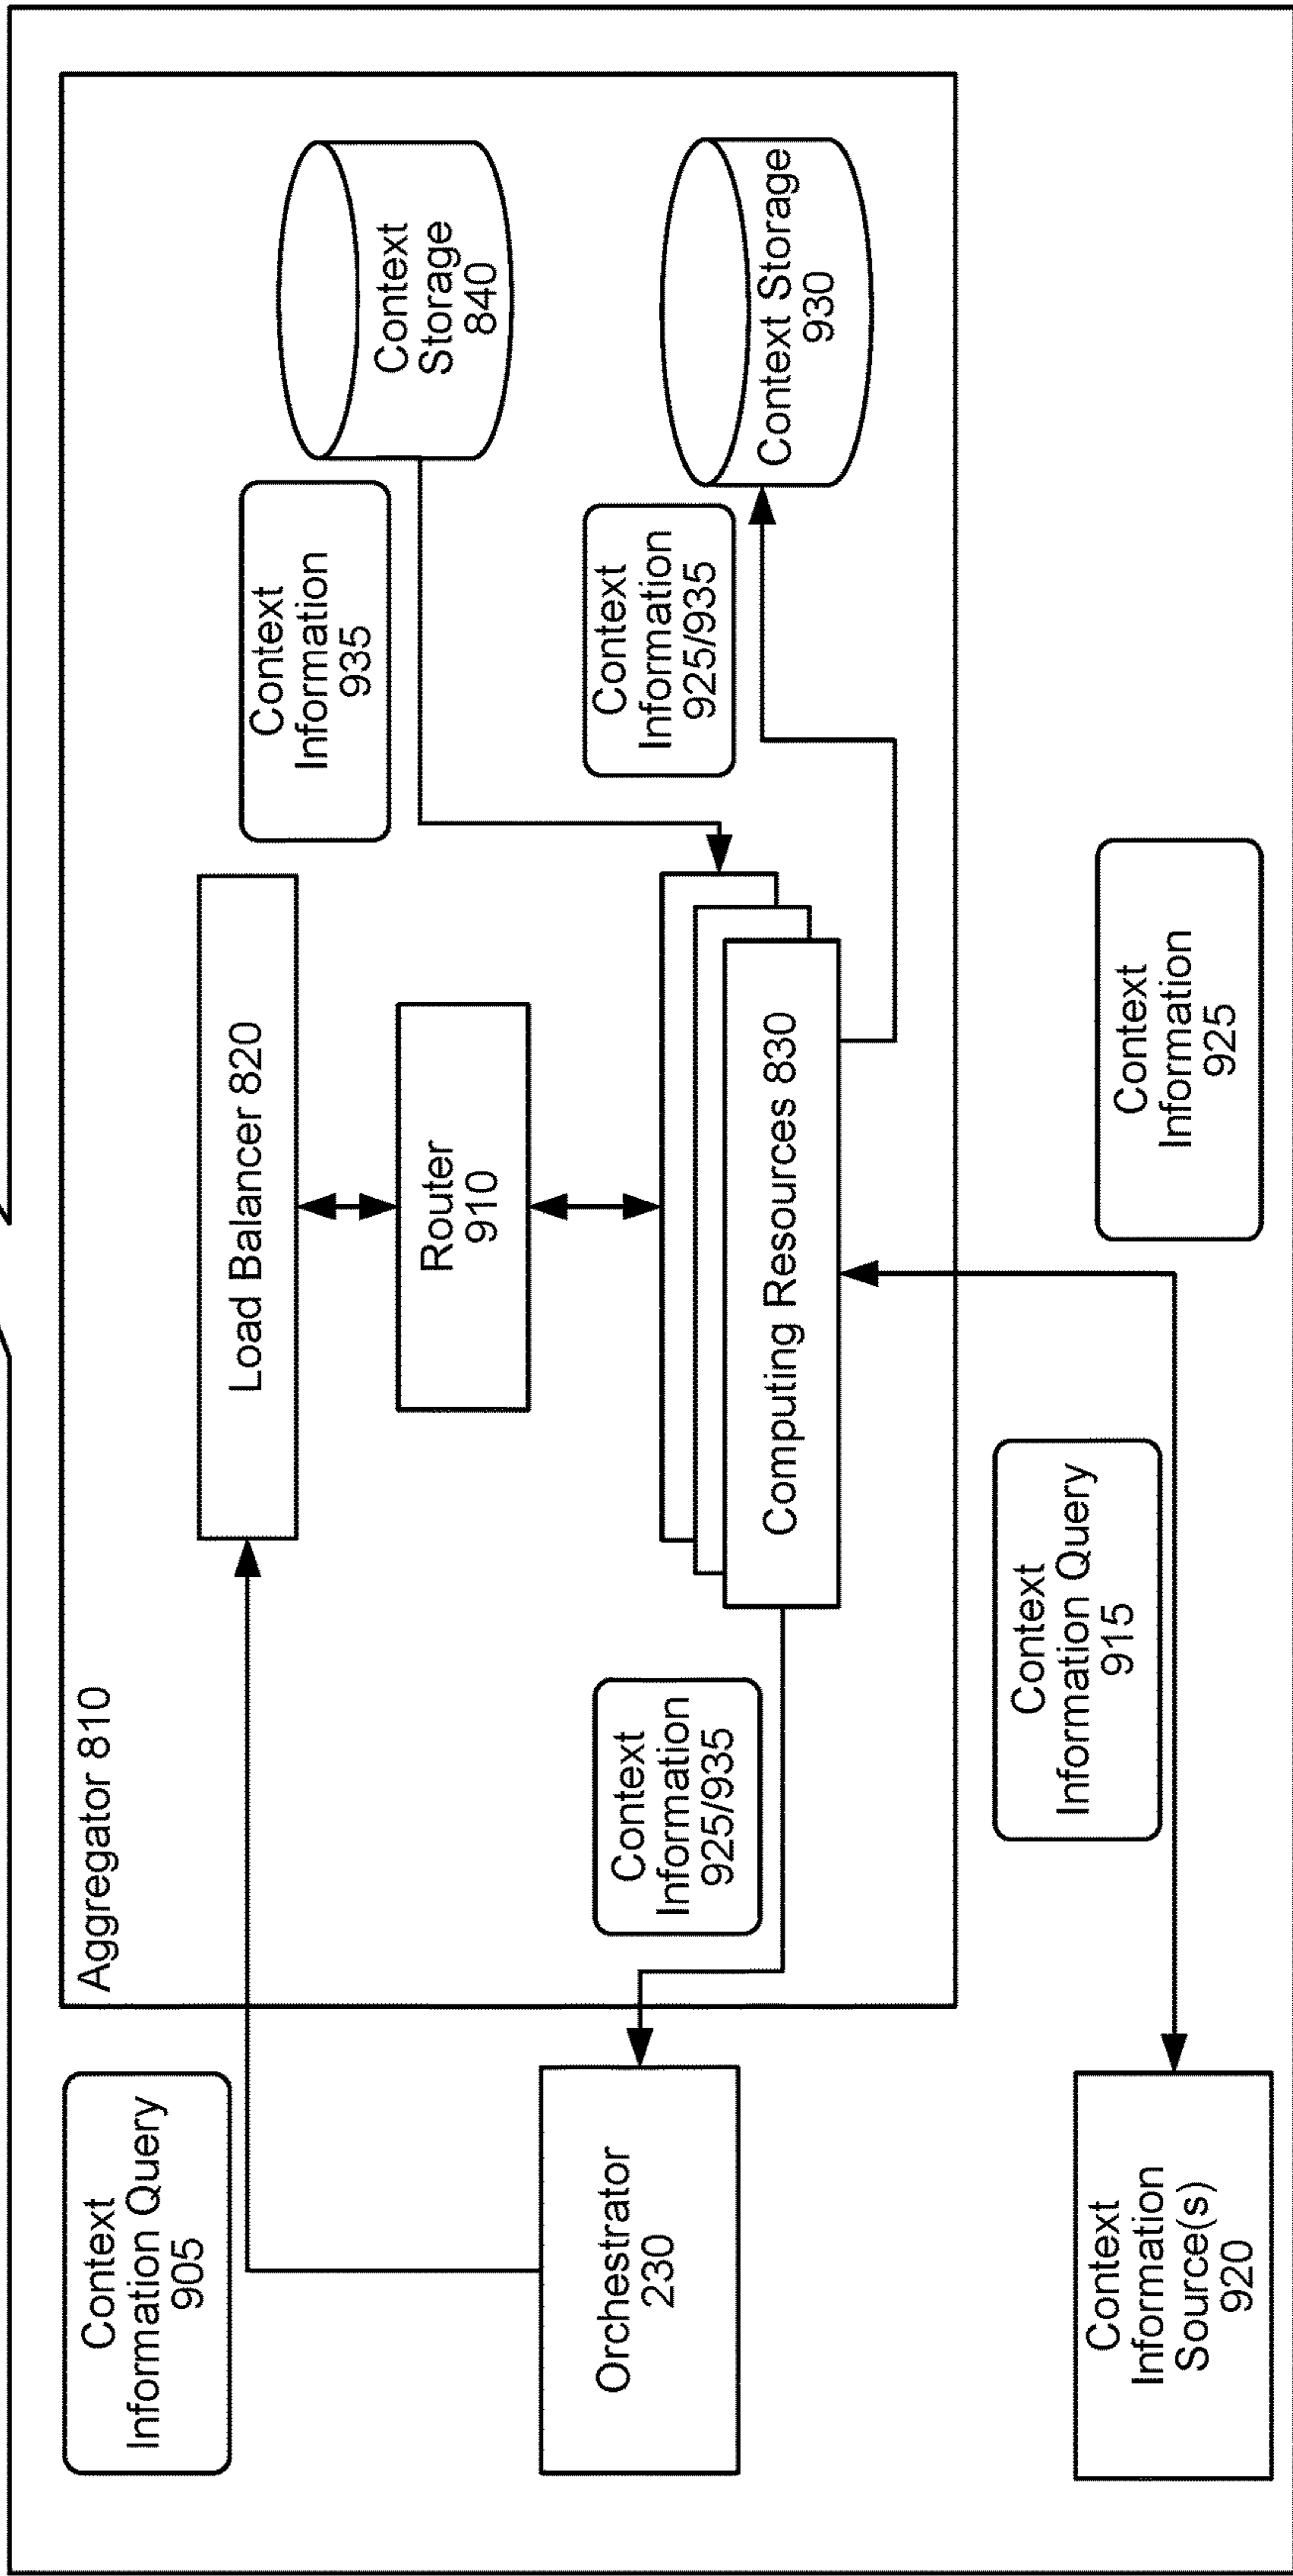 Context
Information Query
905
Aggregator 810
Load Balancer 820
Context
Information
935
Context
Storage
840
Router
910
Orchestrator
230
Context
Information
925/935
Computing Resources 830
Context
Information
925/935
Context Storage
930
Context
Information
Source(s)
920
Context
Information Query
915
Context
Information
925